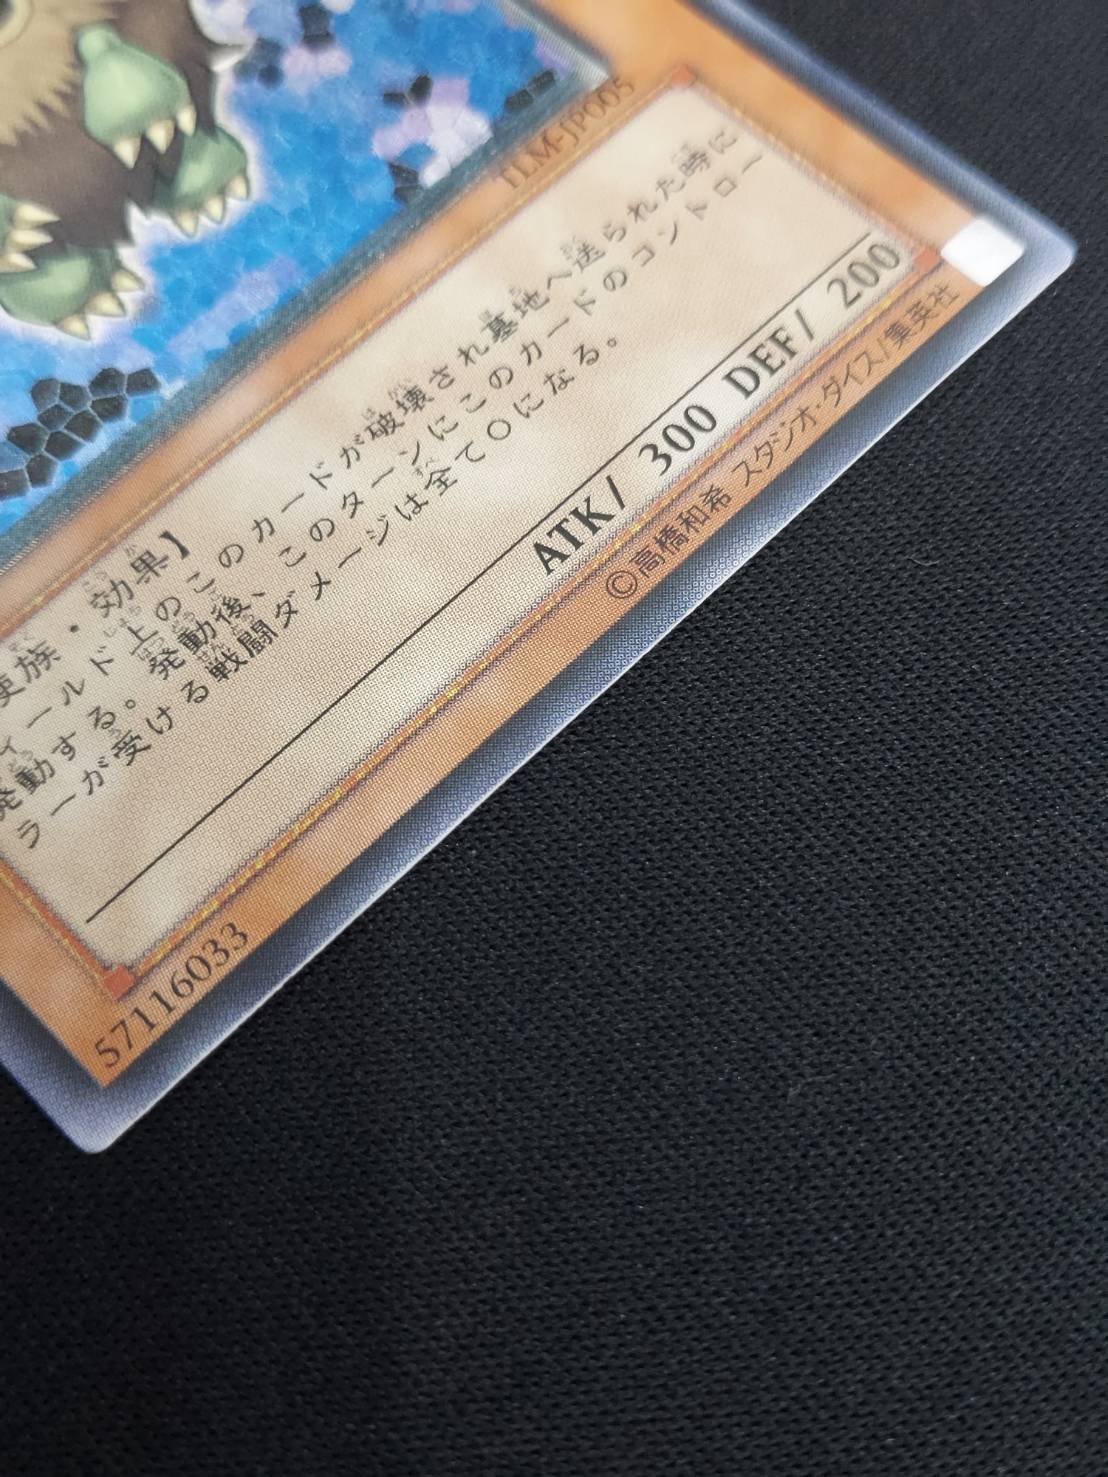 TLM-JP005
使族・効果】
ィールド上のこのカードが破壊され墓地へ送られた時に
発動する。発動後、このターンにこのカードのコントロー
ラーが受ける戦闘ダメージは全て〇になる。
ATK/ 300 DEF/ 200
57116033
©高橋和希 スタジオ・ダイス/集英社